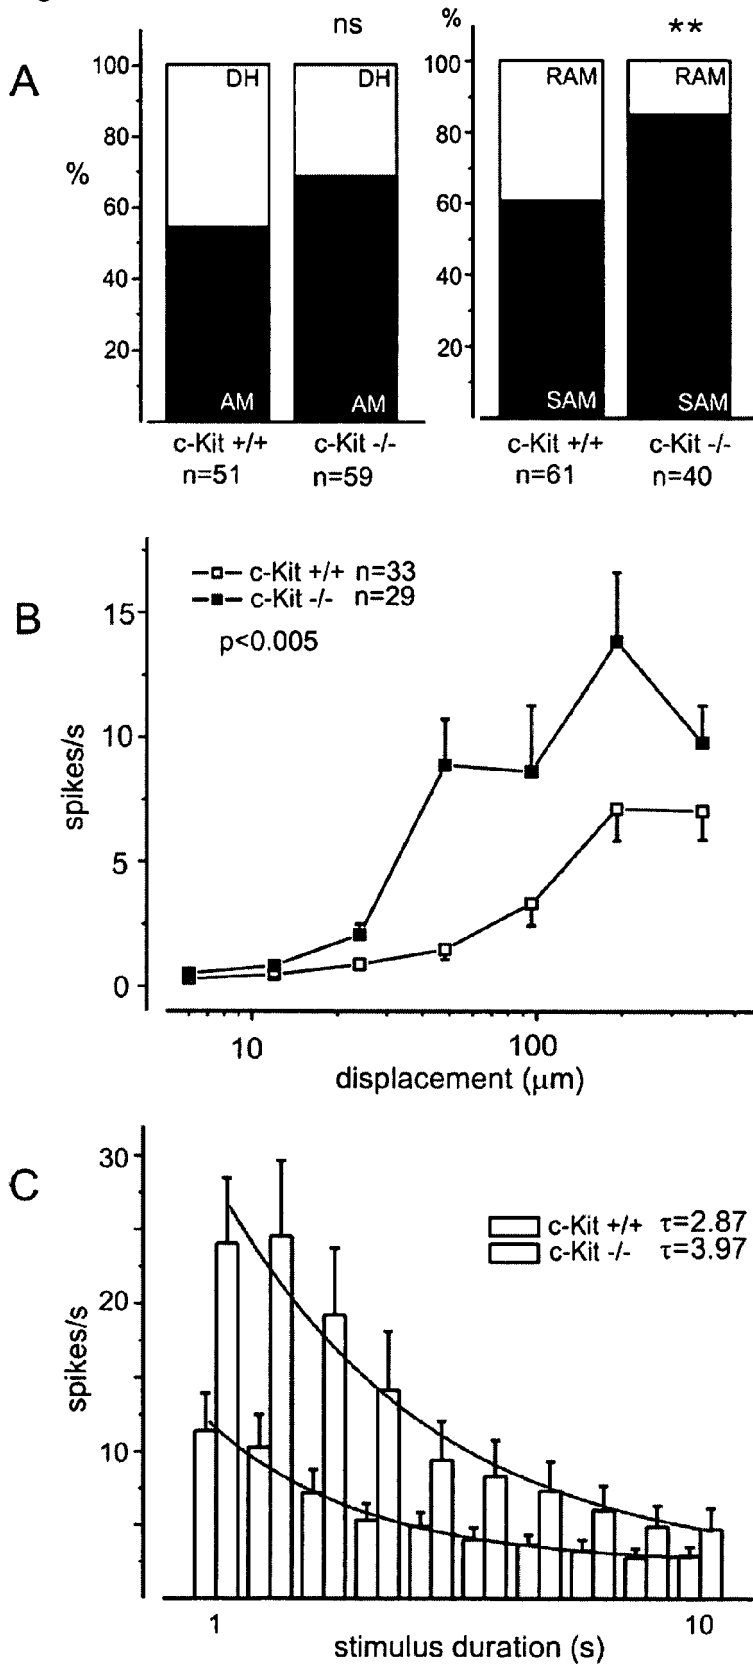 A
ns
%
100
80
60
40
20
DH
DH
AM
AM
c-Kit +/+
c-Kit -/-
n=51
n=59
%
**
100
80
60
40
20
RAM
RAM
SAM
SAM
c-Kit +/+
c-Kit -/-
n=61
n=40
B
c-Kit +/+ n=33
c-Kit -/- n=29
p<0.005
spikes/s
15
10
5
0
10
100
displacement (μm)
C
c-Kit +/+ τ=2.87
c-Kit -/- τ=3.97
spikes/s
30
20
10
1
10
stimulus duration (s)